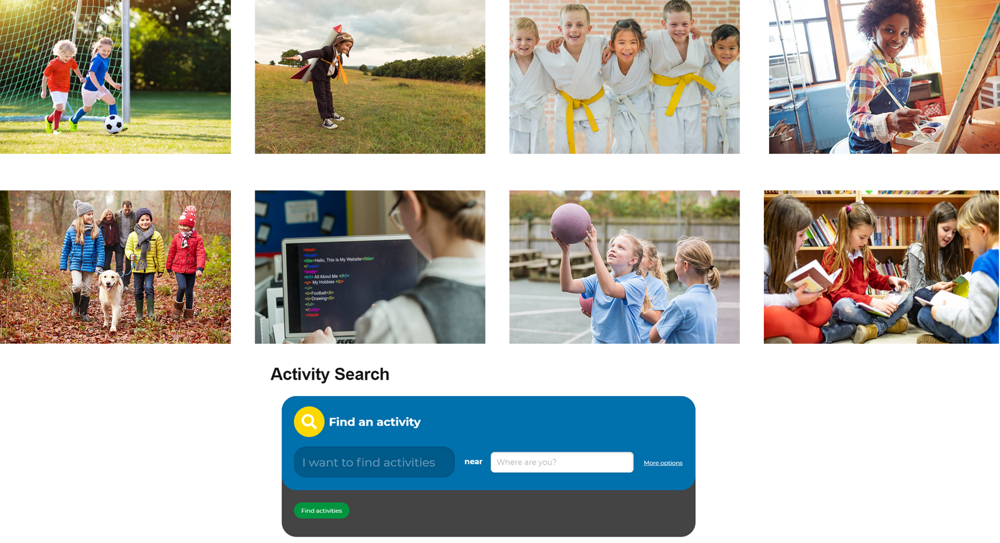 <html>
<head>
<title>Hello, This Is My Website</title>
</head>
<body>
<h1> All About Me </h1>
<p> My Hobbies </p>
<ul>
<li>Football</li>
<li>Drawing</li>
</ul>
</body>
</html>
Activity Search
Find an activity
I want to find activities near Where are you? More options
Find activities